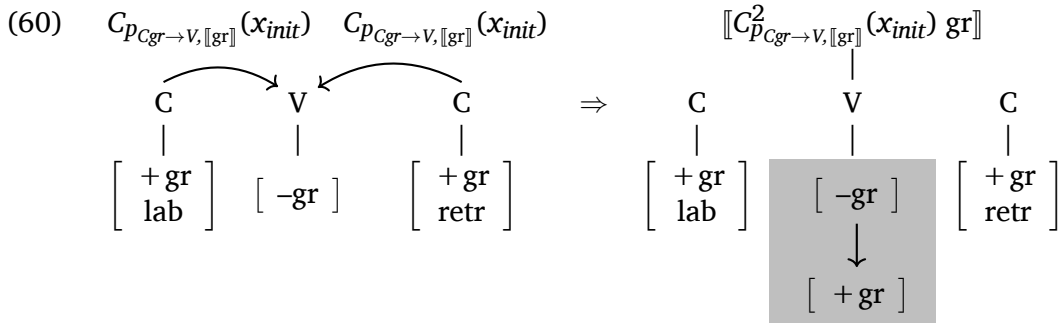 (60) C_{p_{Cgr→V, ⟦gr⟧}}(x_{init}) C_{p_{Cgr→V, ⟦gr⟧}}(x_{init}) ⟦C^2_{p_{Cgr→V, ⟦gr⟧}}(x_{init}) gr⟧
C V C ⇒ C V C
[ +gr lab ] [ –gr ] [ +gr retr ] [ +gr lab ] [ –gr ] [ +gr retr ]
[ +gr ]